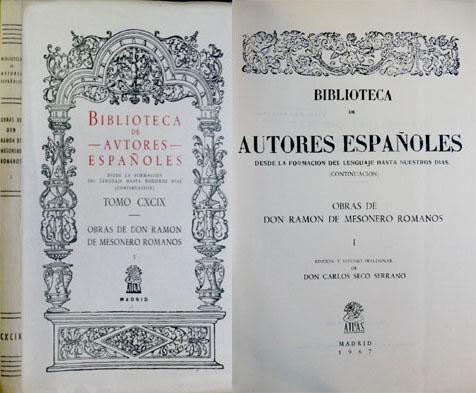 BIBLIOTECA
DE
AUTORES
ESPAÑOLES
OBRAS DE
DON
RAMON DE
MESONERO
ROMANOS
I
CXCIX
BIBLIOTECA
DE
—AVTORES—
ESPAÑOLES
DESDE LA FORMACION
DEL LENGUAJE HASTA NUESTROS DIAS
(CONTINUACION)
TOMO CXCIX
OBRAS DE DON RAMON
DE MESONERO ROMANOS
I
ATLAS
MADRID
BIBLIOTECA
DE
AUTORES ESPAÑOLES
DESDE LA FORMACION DEL LENGUAJE HASTA NUESTROS DIAS
(CONTINUACION)
OBRAS DE
DON RAMON DE MESONERO ROMANOS
I
EDICION Y ESTUDIO PRELIMINAR
DE
DON CARLOS SECO SERRANO
ATLAS
MADRID
1967